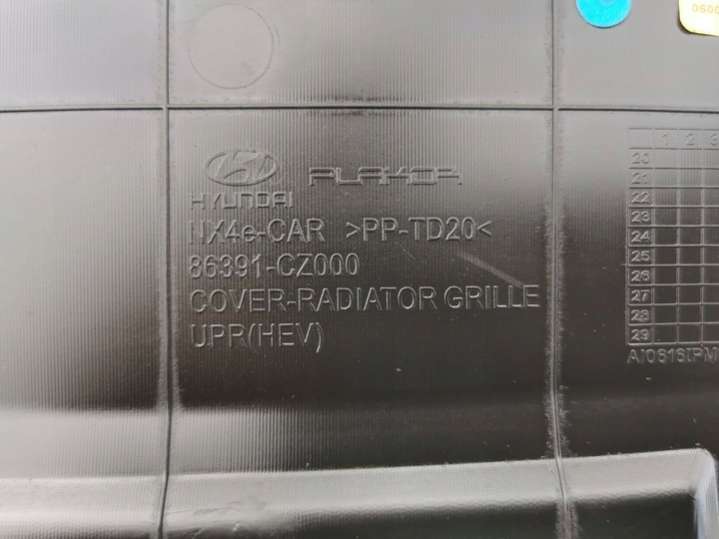 HYUNDAI
PLAKOR
NX4e-CAR >PP-TD20<
86391-CZ000
COVER-RADIATOR GRILLE
UPR(HEV)
1 2 3
20
21
22
23
24
25
26
27
28
29